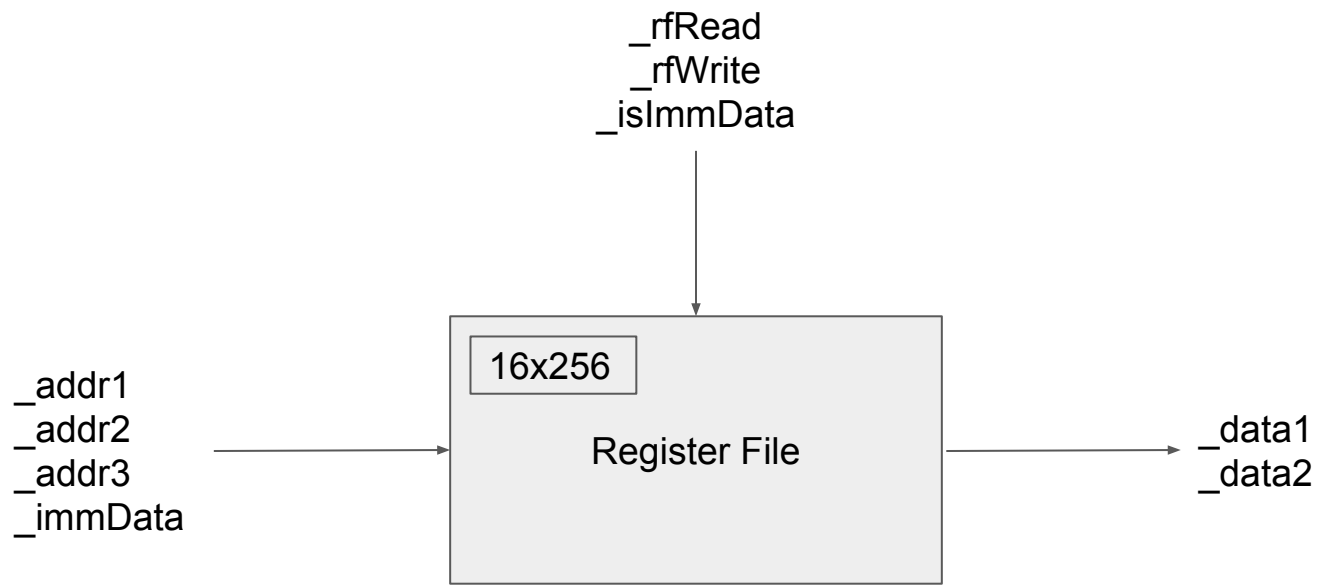 _rfRead
_rfWrite
_isImmData
16x256
Register File
_addr1
_addr2
_addr3
_immData
_data1
_data2